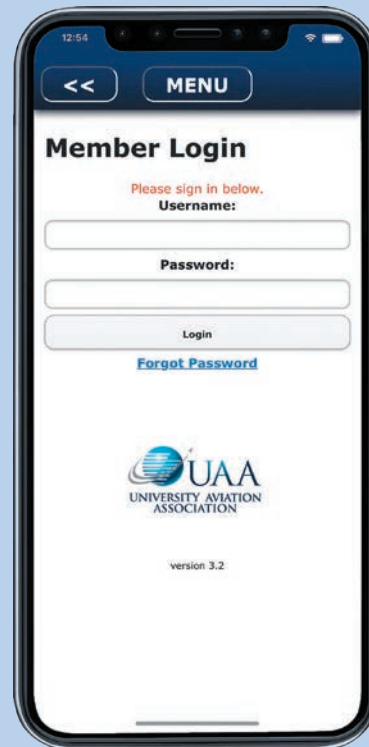 12:54
<< MENU
Member Login
Please sign in below.
Username:
Password:
Login
Forgot Password
UAA
UNIVERSITY AVIATION
ASSOCIATION
version 3.2